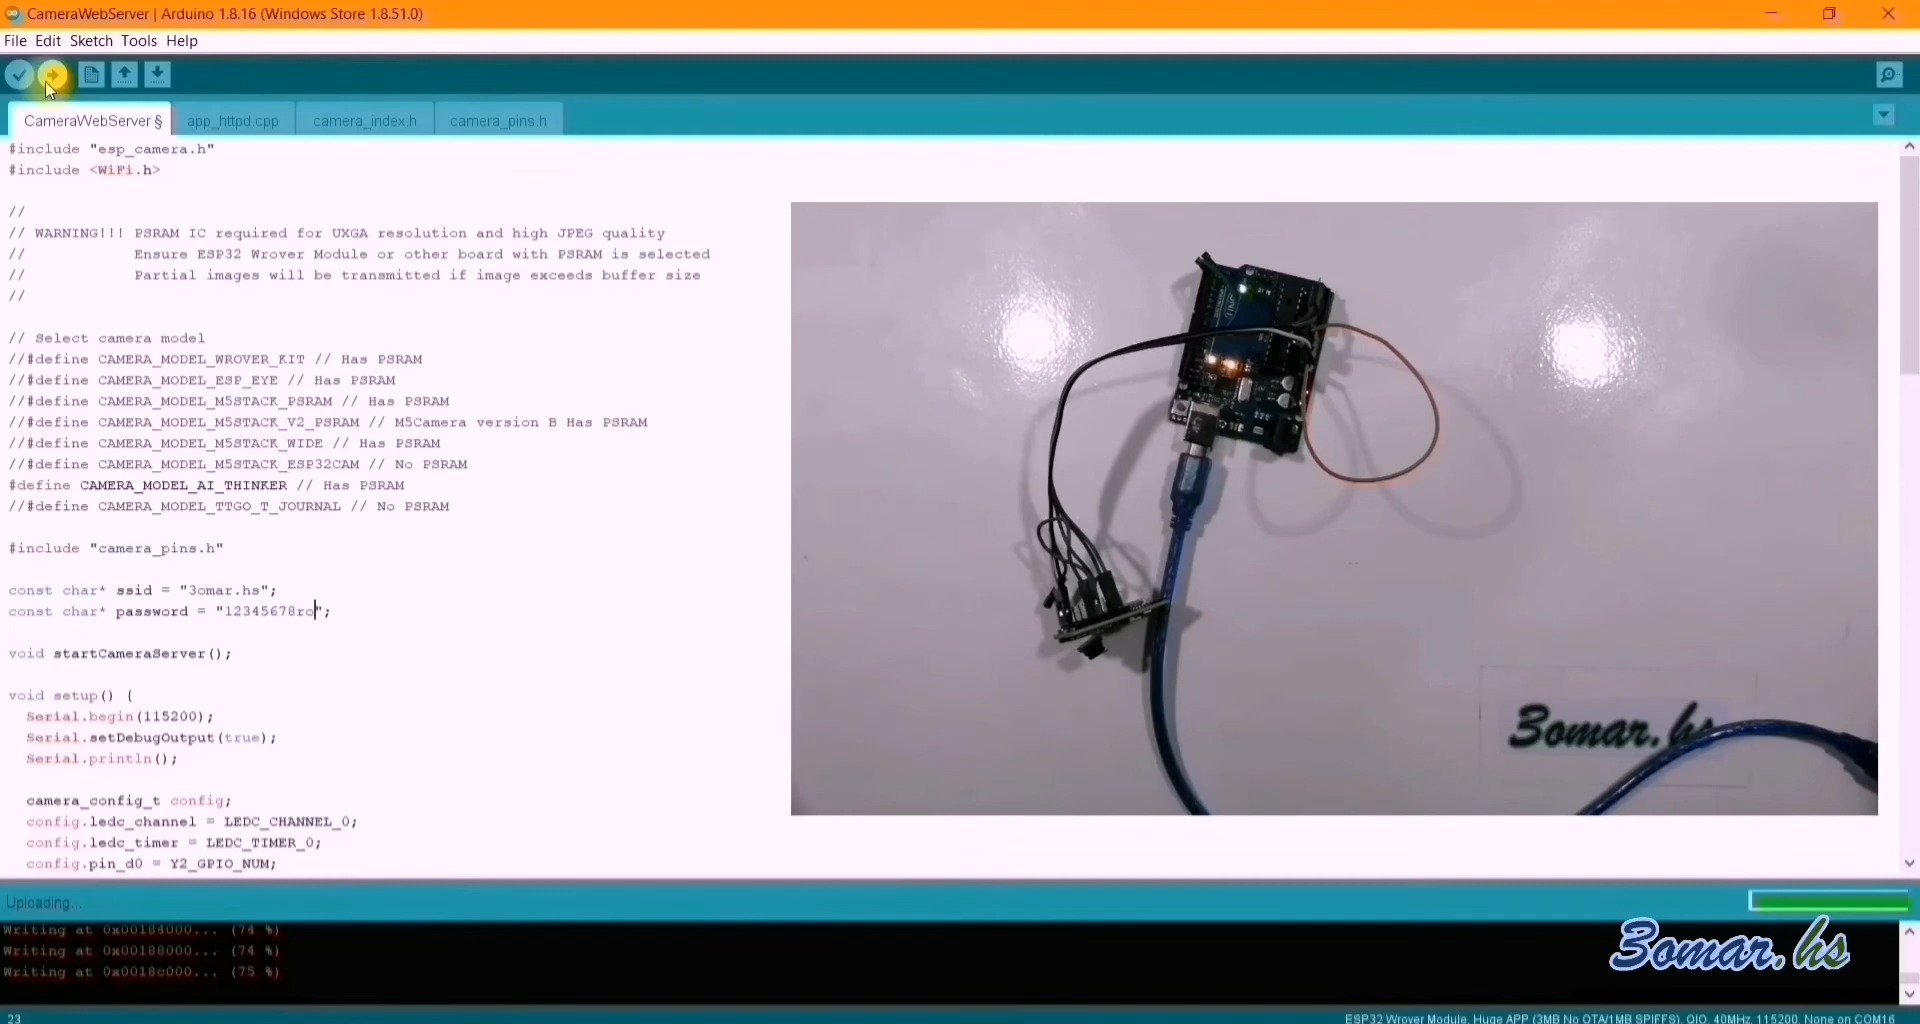 CameraWebServer | Arduino 1.8.16 (Windows Store 1.8.51.0)
File Edit Sketch Tools Help
CameraWebServer § app_httpd.cpp camera_index.h camera_pins.h
#include "esp_camera.h"
#include <WiFi.h>
//
// WARNING!!! PSRAM IC required for UXGA resolution and high JPEG quality
// Ensure ESP32 Wrover Module or other board with PSRAM is selected
// Partial images will be transmitted if image exceeds buffer size
//
// Select camera model
//#define CAMERA_MODEL_WROVER_KIT // Has PSRAM
//#define CAMERA_MODEL_ESP_EYE // Has PSRAM
//#define CAMERA_MODEL_M5STACK_PSRAM // Has PSRAM
//#define CAMERA_MODEL_M5STACK_V2_PSRAM // M5Camera version B Has PSRAM
//#define CAMERA_MODEL_M5STACK_WIDE // Has PSRAM
//#define CAMERA_MODEL_M5STACK_ESP32CAM // No PSRAM
#define CAMERA_MODEL_AI_THINKER // Has PSRAM
//#define CAMERA_MODEL_TTGO_T_JOURNAL // No PSRAM
#include "camera_pins.h"
const char* ssid = "3omar.hs";
const char* password = "12345678ro";
void startCameraServer();
void setup() {
Serial.begin(115200);
Serial.setDebugOutput(true);
Serial.println();
camera_config_t config;
config.ledc_channel = LEDC_CHANNEL_0;
config.ledc_timer = LEDC_TIMER_0;
config.pin_d0 = Y2_GPIO_NUM;
3omar.hs
Uploading...
Writing at 0x00184000... (74 %)
Writing at 0x00188000... (74 %)
Writing at 0x0018c000... (75 %)
3omar.hs
23
ESP32 Wrover Module, Huge APP (3MB No OTA/1MB SPIFFS), QIO, 40MHz, 115200, None on COM16